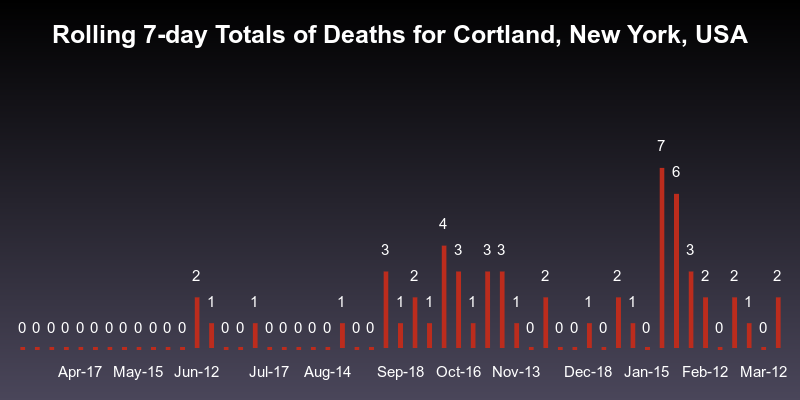 Rolling 7-day Totals of Deaths for Cortland, New York, USA
7
6
4
3 3 3 3 3
2 2 2 2 2 2 2
1 1 1 1 1 1 1 1 1 1
0 0 0 0 0 0 0 0 0 0 0 0 0 0 0 0 0 0 0 0 0 0 0 0 0 0 0 0
Apr-17 May-15 Jun-12 Jul-17 Aug-14 Sep-18 Oct-16 Nov-13 Dec-18 Jan-15 Feb-12 Mar-12